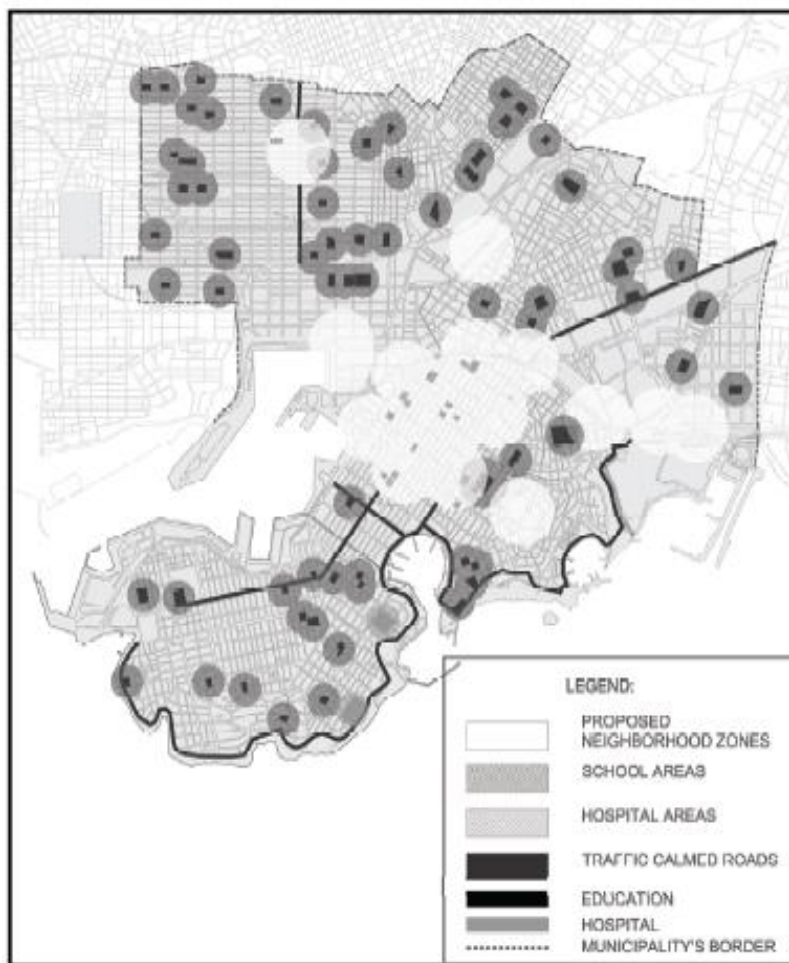 LEGEND:
PROPOSED
NEIGHBORHOOD ZONES
SCHOOL AREAS
HOSPITAL AREAS
TRAFFIC CALMED ROADS
EDUCATION
HOSPITAL
MUNICIPALITY'S BORDER